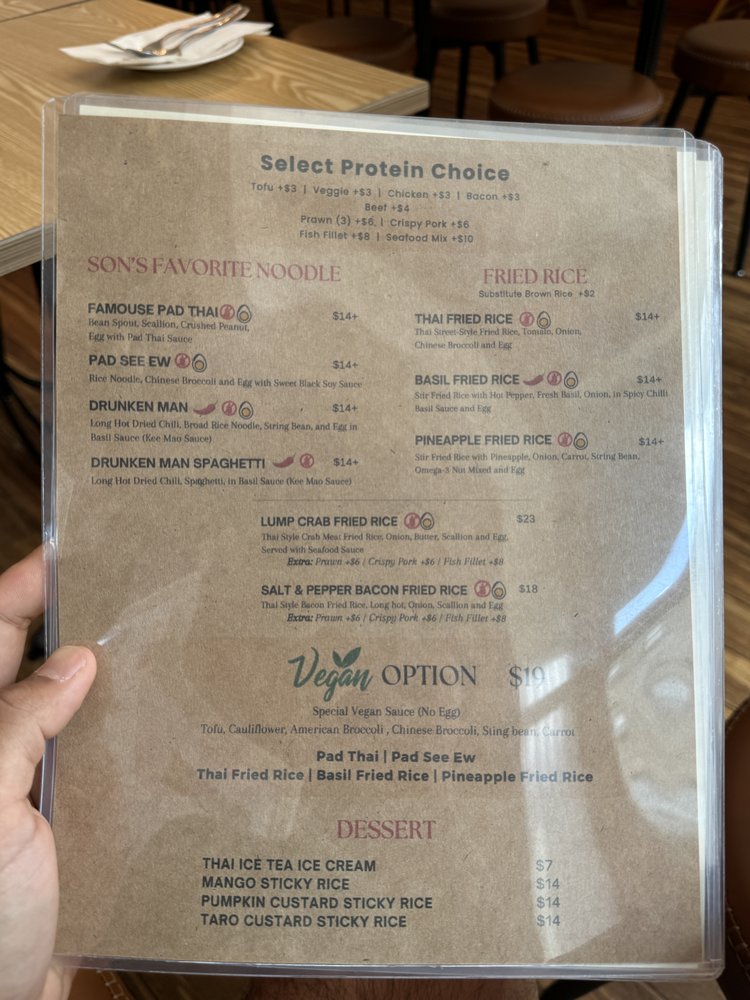 Select Protein Choice
Tofu +$3 | Veggie +$3 | Chicken +$3 | Bacon +$3
Beef +$4
Prawn (3) +$6, | Crispy Pork +$6
Fish Fillet +$8 | Seafood Mix +$10
SON'S FAVORITE NOODLE
FAMOUSE PAD THAI $14+
Bean Spout, Scallion, Crushed Peanut,
Egg with Pad Thai Sauce
PAD SEE EW $14+
Rice Noodle, Chinese Broccoli and Egg with Sweet Black Soy Sauce
DRUNKEN MAN $14+
Long Hot Dried Chili, Broad Rice Noodle, String Bean, and Egg in
Basil Sauce (Kee Mao Sauce)
DRUNKEN MAN SPAGHETTI $14+
Long Hot Dried Chili, Spaghetti, in Basil Sauce (Kee Mao Sauce)
FRIED RICE
Substitute Brown Rice +$2
THAI FRIED RICE $14+
Thai Street-Style Fried Rice, Tomato, Onion,
Chinese Broccoli and Egg
BASIL FRIED RICE $14+
Stir Fried Rice with Hot Pepper, Fresh Basil, Onion, in Spicy Chilli
Basil Sauce and Egg
PINEAPPLE FRIED RICE $14+
Stir Fried Rice with Pineapple, Onion, Carrot, String Bean,
Omega-3 Nut Mixed and Egg
LUMP CRAB FRIED RICE $23
Thai Style Crab Meat Fried Rice, Onion, Butter, Scallion and Egg,
Served with Seafood Sauce
Extra: Prawn +$6 / Crispy Pork +$6 / Fish Fillet +$8
SALT & PEPPER BACON FRIED RICE $18
Thai Style Bacon Fried Rice, Long hot, Onion, Scallion and Egg
Extra: Prawn +$6 / Crispy Pork +$6 / Fish Fillet +$8
Vegan OPTION $19
Special Vegan Sauce (No Egg)
Tofu, Cauliflower, American Broccoli , Chinese Broccoli, Sting bean, Carrot
Pad Thai | Pad See Ew
Thai Fried Rice | Basil Fried Rice | Pineapple Fried Rice
DESSERT
THAI ICE TEA ICE CREAM $7
MANGO STICKY RICE $14
PUMPKIN CUSTARD STICKY RICE $14
TARO CUSTARD STICKY RICE $14